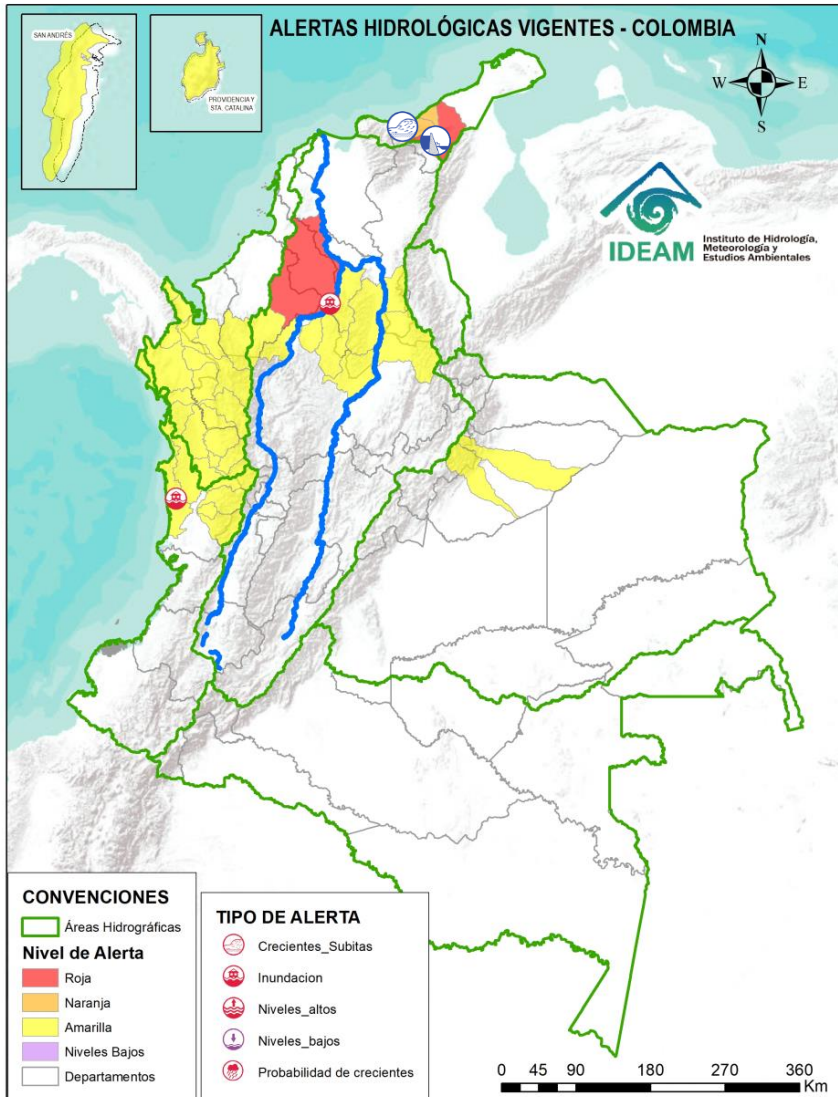 ALERTAS HIDROLÓGICAS VIGENTES - COLOMBIA
SAN ANDRÉS
PROVIDENCIA Y
STA. CATALINA
N
W
E
S
IDEAM
Instituto de Hidrología,
Meteorología y
Estudios Ambientales
CONVENCIONES
Áreas Hidrográficas
Nivel de Alerta
Roja
Naranja
Amarilla
Niveles Bajos
Departamentos
TIPO DE ALERTA
Crecientes_Subitas
Inundacion
Niveles_altos
Niveles_bajos
Probabilidad de crecientes
0 45 90 180 270 360
Km